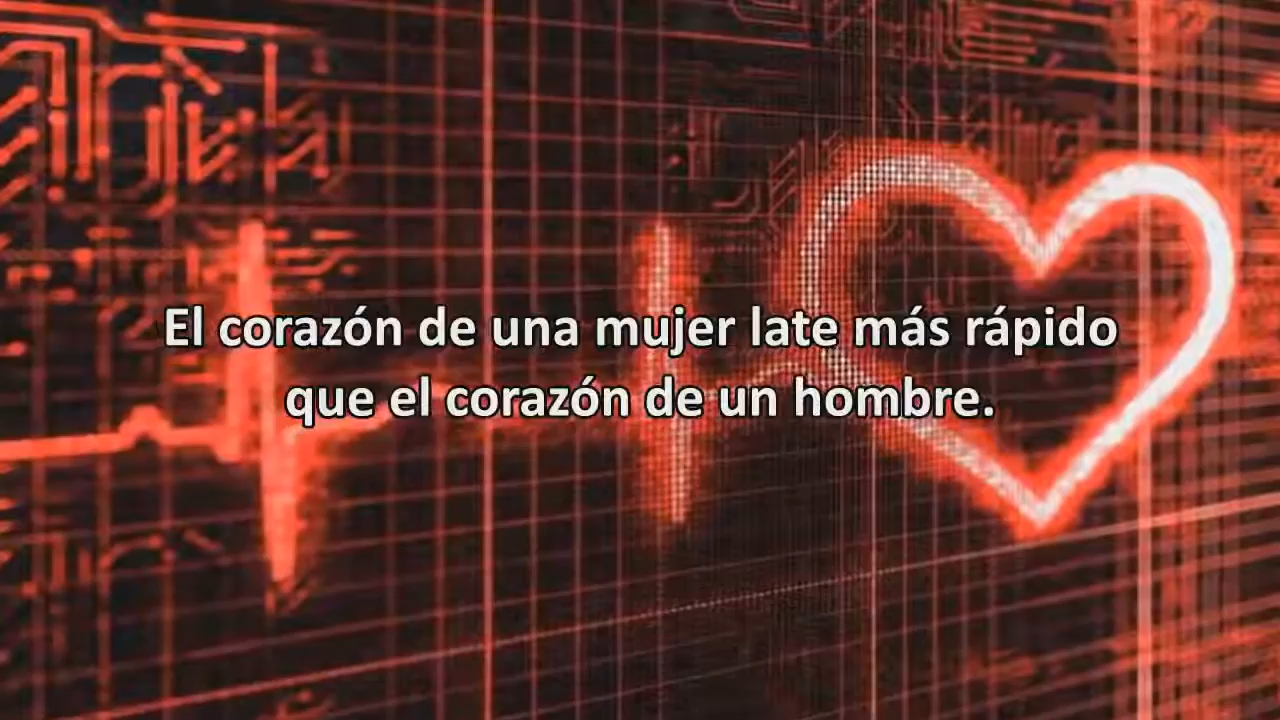 El corazón de una mujer late más rápido
que el corazón de un hombre.